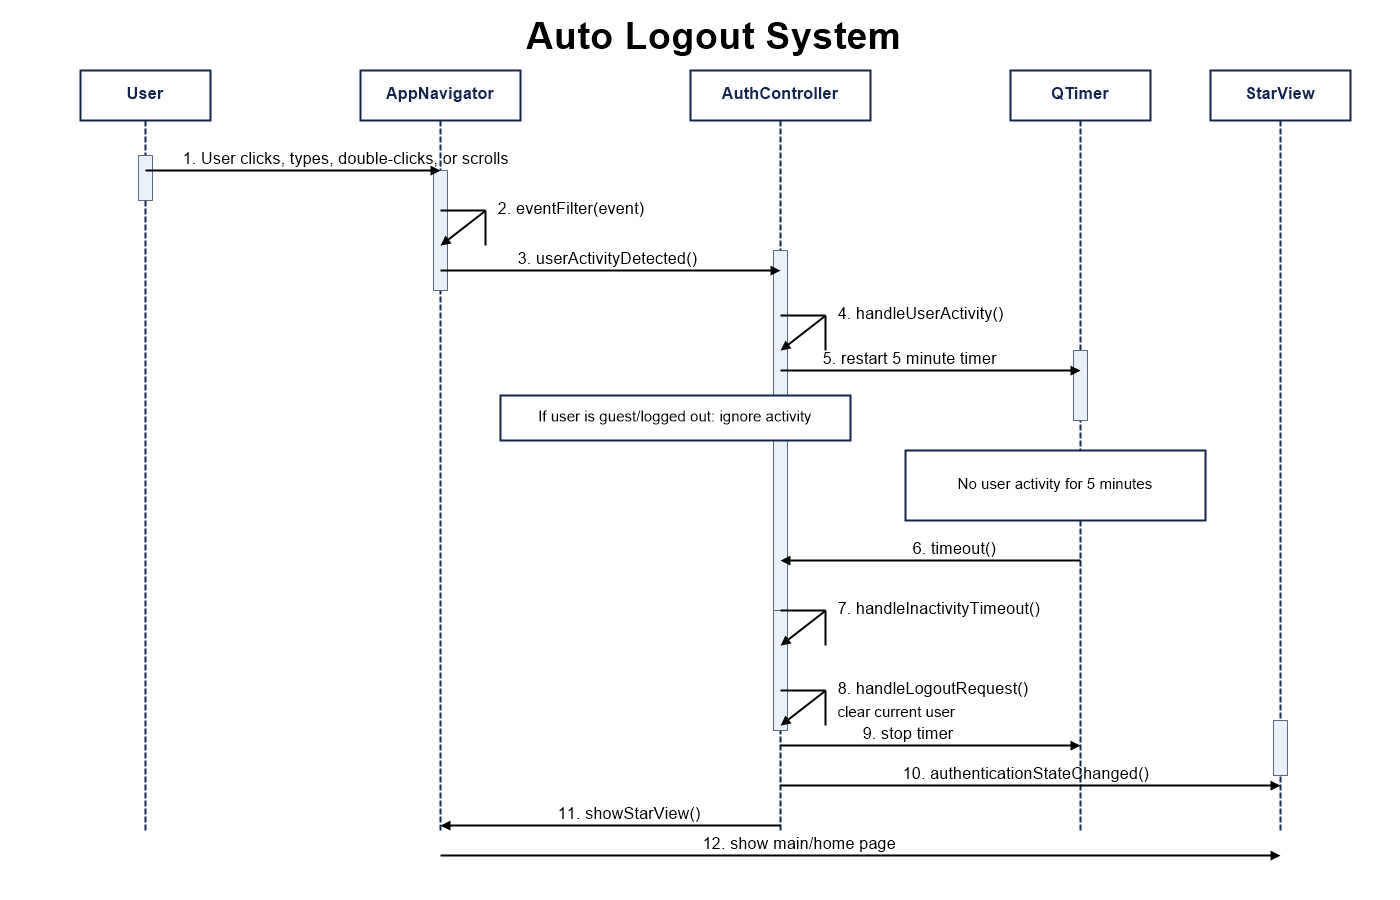 Auto Logout System
User
AppNavigator
AuthController
QTimer
StarView
1. User clicks, types, double-clicks, or scrolls
2. eventFilter(event)
3. userActivityDetected()
4. handleUserActivity()
5. restart 5 minute timer
If user is guest/logged out: ignore activity
No user activity for 5 minutes
6. timeout()
7. handleInactivityTimeout()
8. handleLogoutRequest()
clear current user
9. stop timer
10. authenticationStateChanged()
11. showStarView()
12. show main/home page